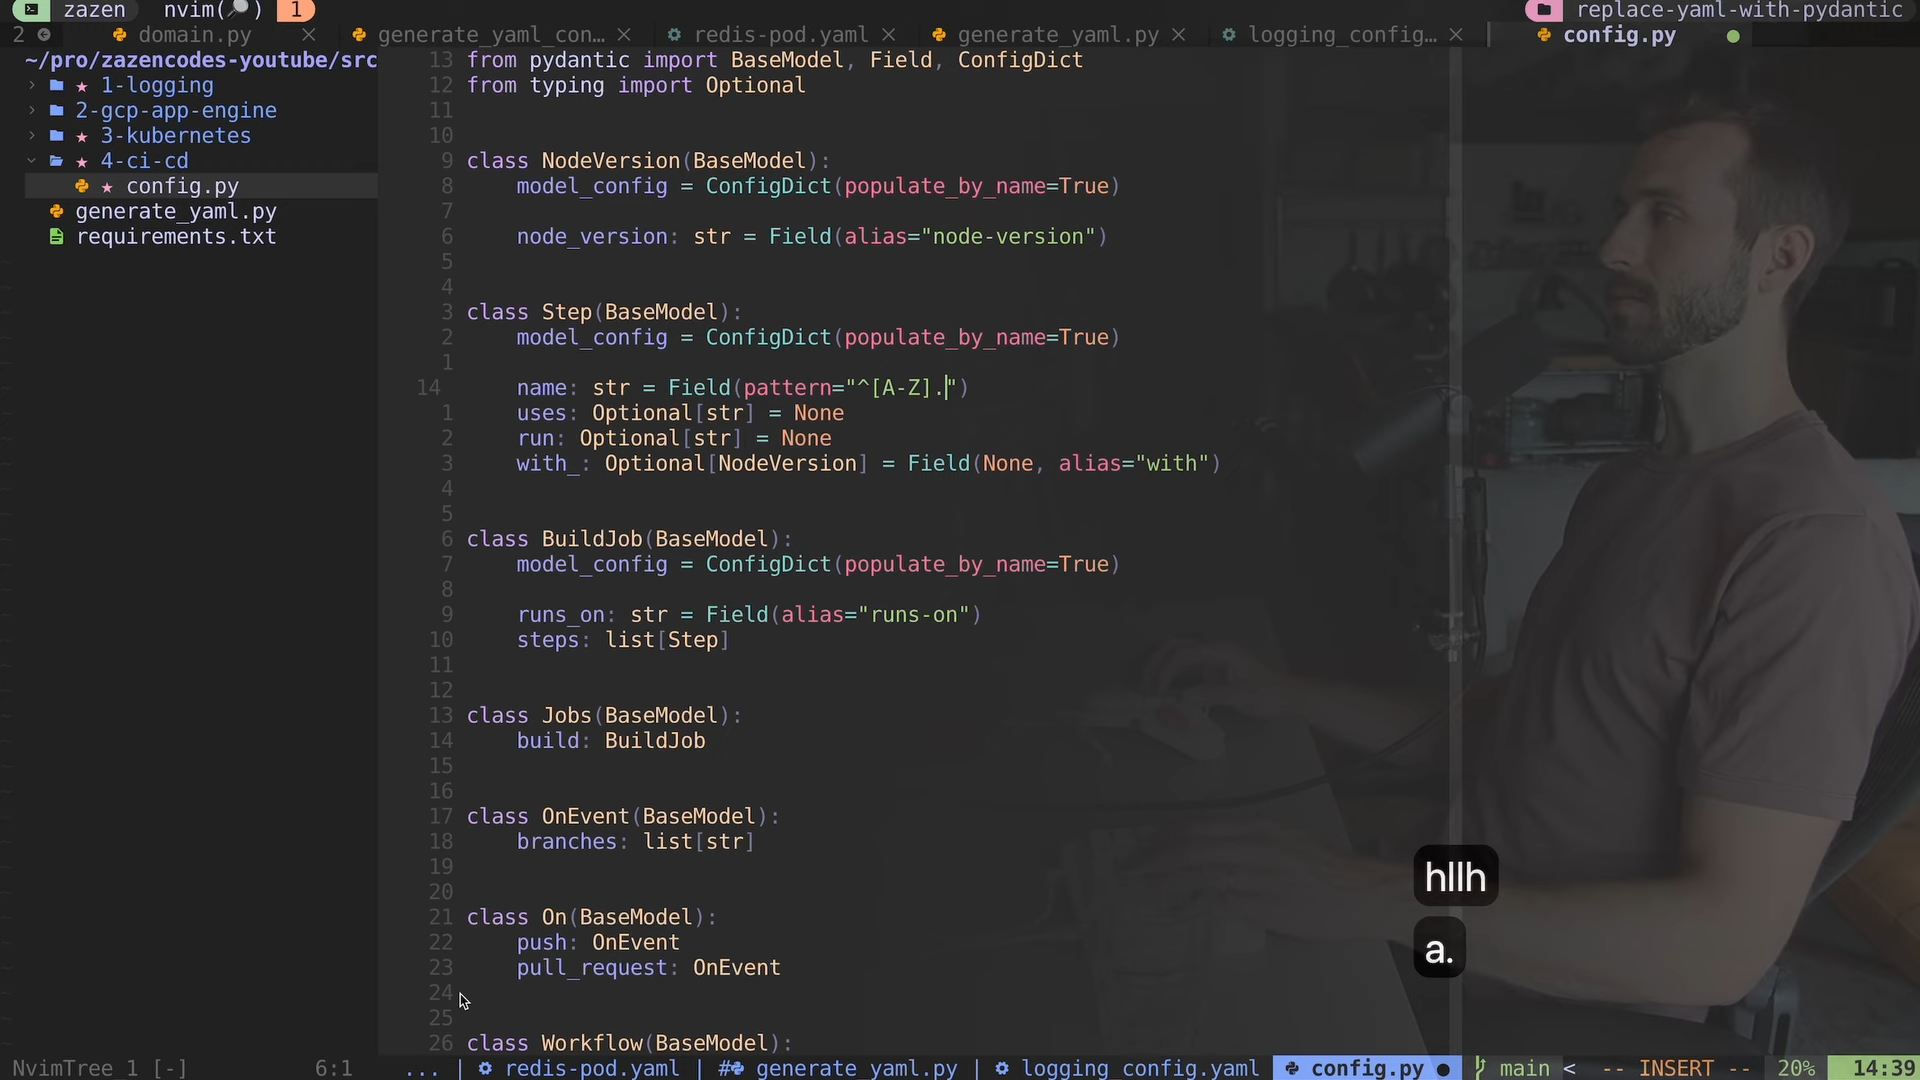 zazen nvim(🔎) 1 replace-yaml-with-pydantic
2 domain.py generate_yaml_con… redis-pod.yaml generate_yaml.py logging_config… config.py
~/pro/zazencodes-youtube/src
1-logging
2-gcp-app-engine
3-kubernetes
4-ci-cd
config.py
generate_yaml.py
requirements.txt
13 from pydantic import BaseModel, Field, ConfigDict
12 from typing import Optional
11
10
9 class NodeVersion(BaseModel):
8 model_config = ConfigDict(populate_by_name=True)
7
6 node_version: str = Field(alias="node-version")
5
4
3 class Step(BaseModel):
2 model_config = ConfigDict(populate_by_name=True)
1
14 name: str = Field(pattern="^[A-Z].")
1 uses: Optional[str] = None
2 run: Optional[str] = None
3 with_: Optional[NodeVersion] = Field(None, alias="with")
4
5
6 class BuildJob(BaseModel):
7 model_config = ConfigDict(populate_by_name=True)
8
9 runs_on: str = Field(alias="runs-on")
10 steps: list[Step]
11
12
13 class Jobs(BaseModel):
14 build: BuildJob
15
16
17 class OnEvent(BaseModel):
18 branches: list[str]
19
20
21 class On(BaseModel):
22 push: OnEvent
23 pull_request: OnEvent
24
25
26 class Workflow(BaseModel):
hllh
a.
NvimTree 1 [-] 6:1 ... | redis-pod.yaml | # generate_yaml.py | logging_config.yaml config.py ● main < -- INSERT -- 20% 14:39